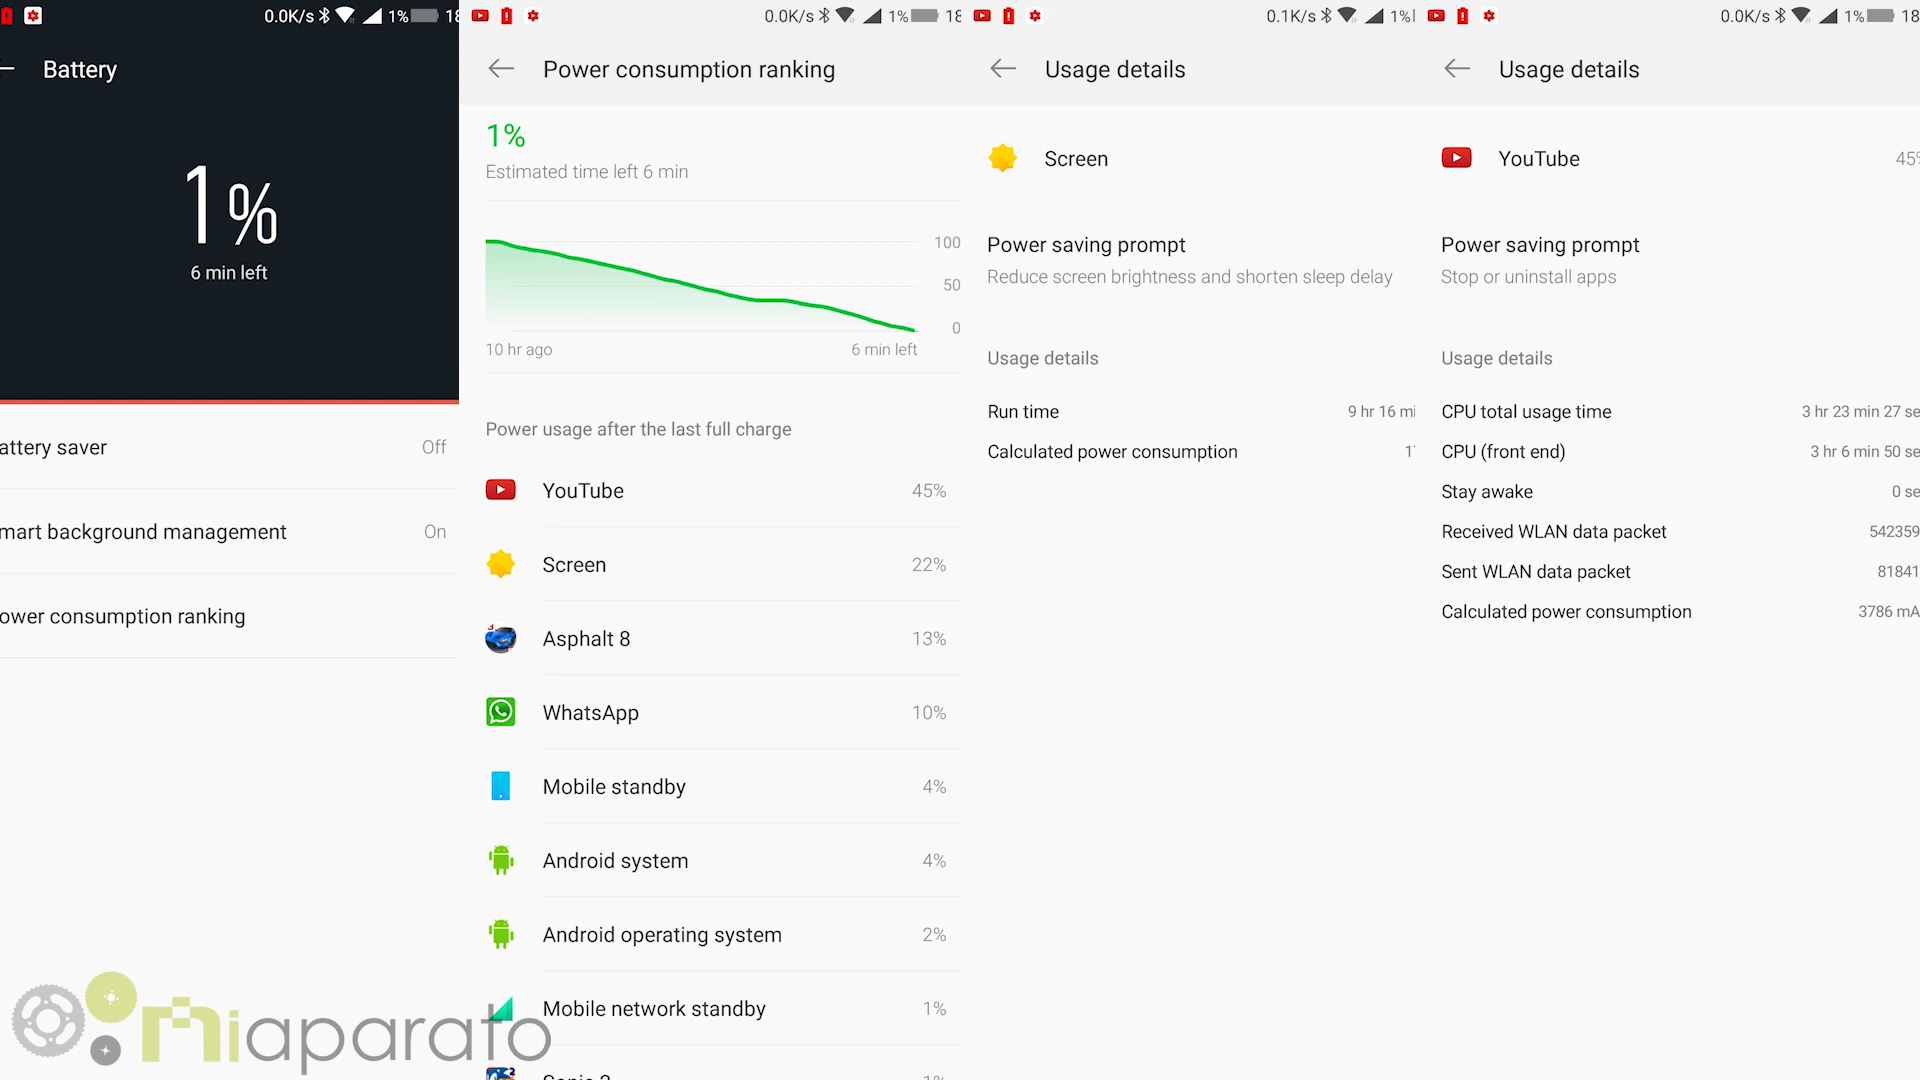 0.0K/s 1% 18
Battery
1%
6 min left
attery saver Off
mart background management On
ower consumption ranking
0.0K/s 1% 18
Power consumption ranking
1%
Estimated time left 6 min
100
50
0
10 hr ago 6 min left
Power usage after the last full charge
YouTube 45%
Screen 22%
Asphalt 8 13%
WhatsApp 10%
Mobile standby 4%
Android system 4%
Android operating system 2%
Mobile network standby 1%
1%
0.1K/s 1%
Usage details
Screen
Power saving prompt
Reduce screen brightness and shorten sleep delay
Usage details
Run time 9 hr 16 mi
Calculated power consumption 1
0.0K/s 1% 18
Usage details
YouTube 45%
Power saving prompt
Stop or uninstall apps
Usage details
CPU total usage time 3 hr 23 min 27 se
CPU (front end) 3 hr 6 min 50 se
Stay awake 0 se
Received WLAN data packet 542359
Sent WLAN data packet 81841
Calculated power consumption 3786 mA
miaparato